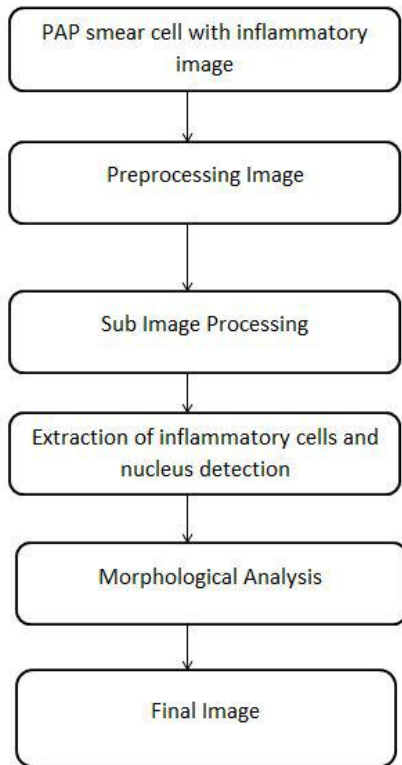 PAP smear cell with inflammatory
image
Preprocessing Image
Sub Image Processing
Extraction of inflammatory cells and
nucleus detection
Morphological Analysis
Final Image